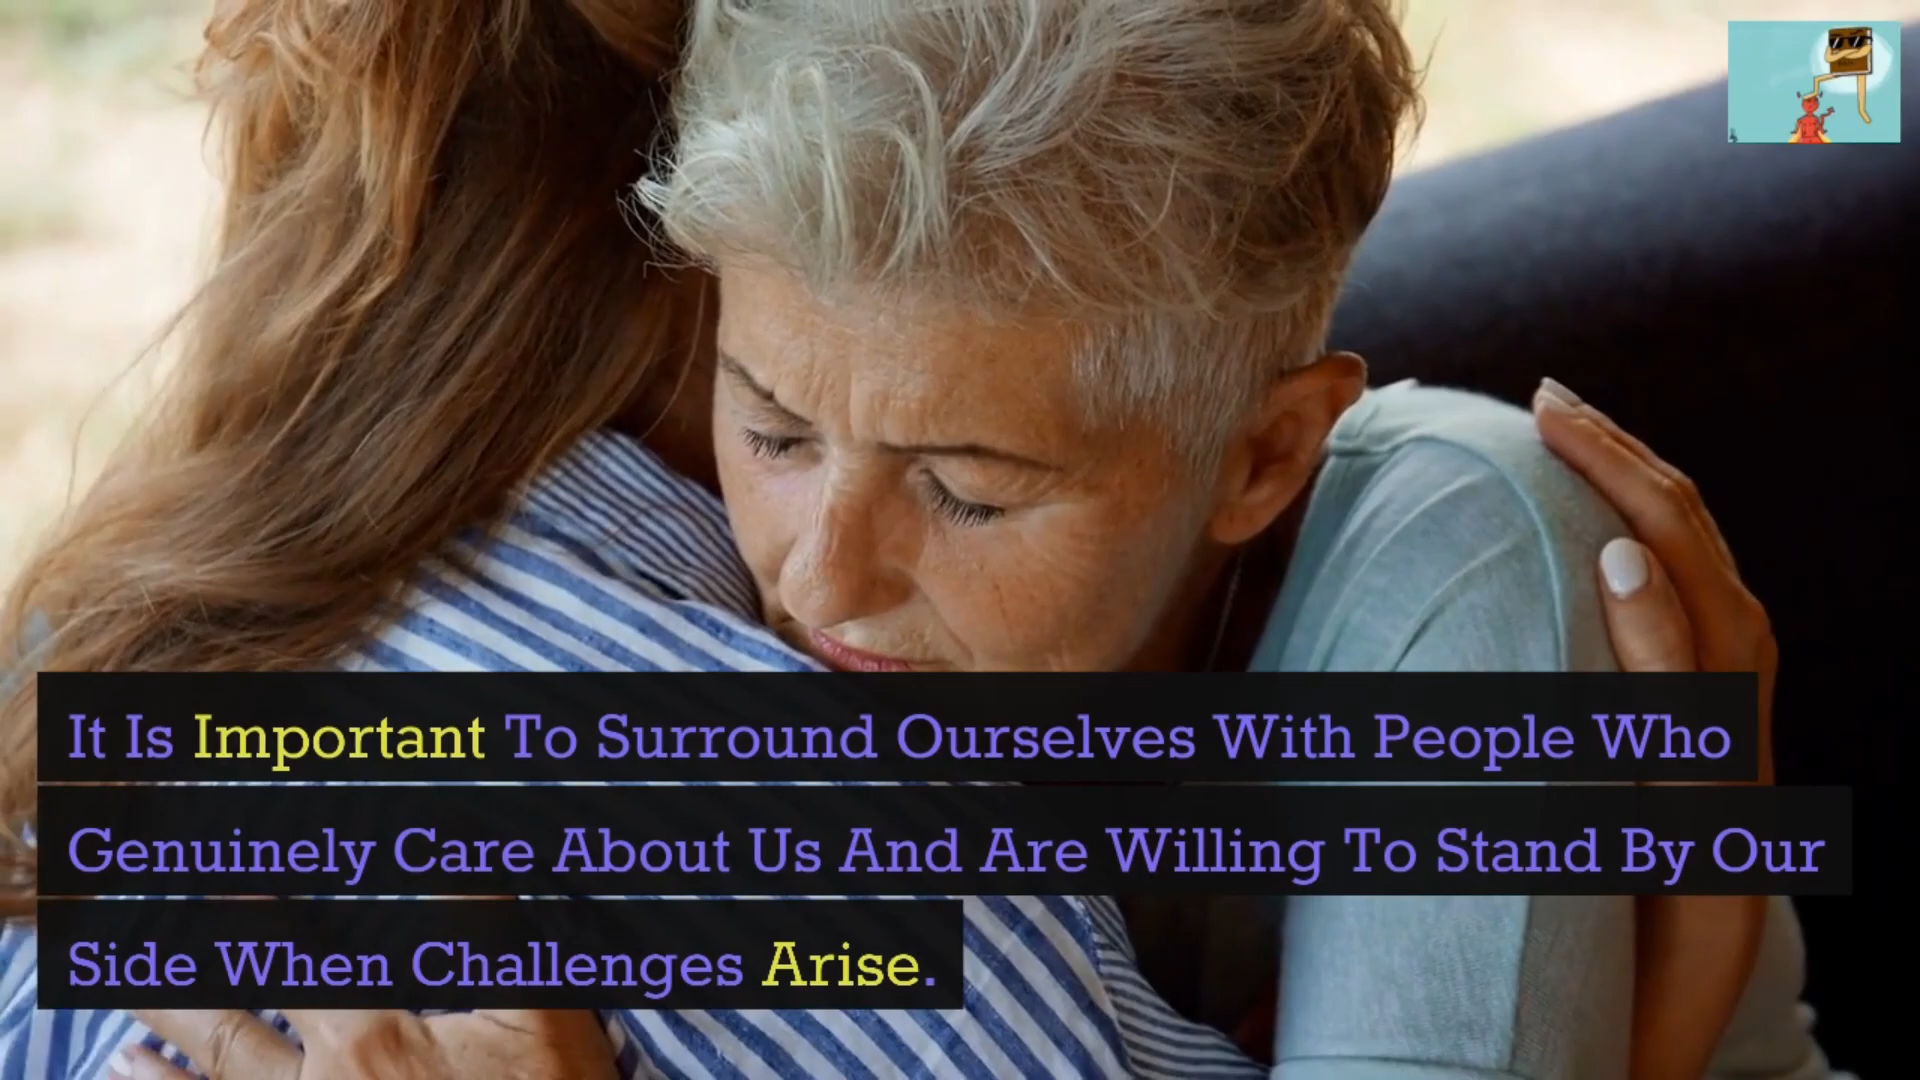 It Is Important To Surround Ourselves With People Who
Genuinely Care About Us And Are Willing To Stand By Our
Side When Challenges Arise.